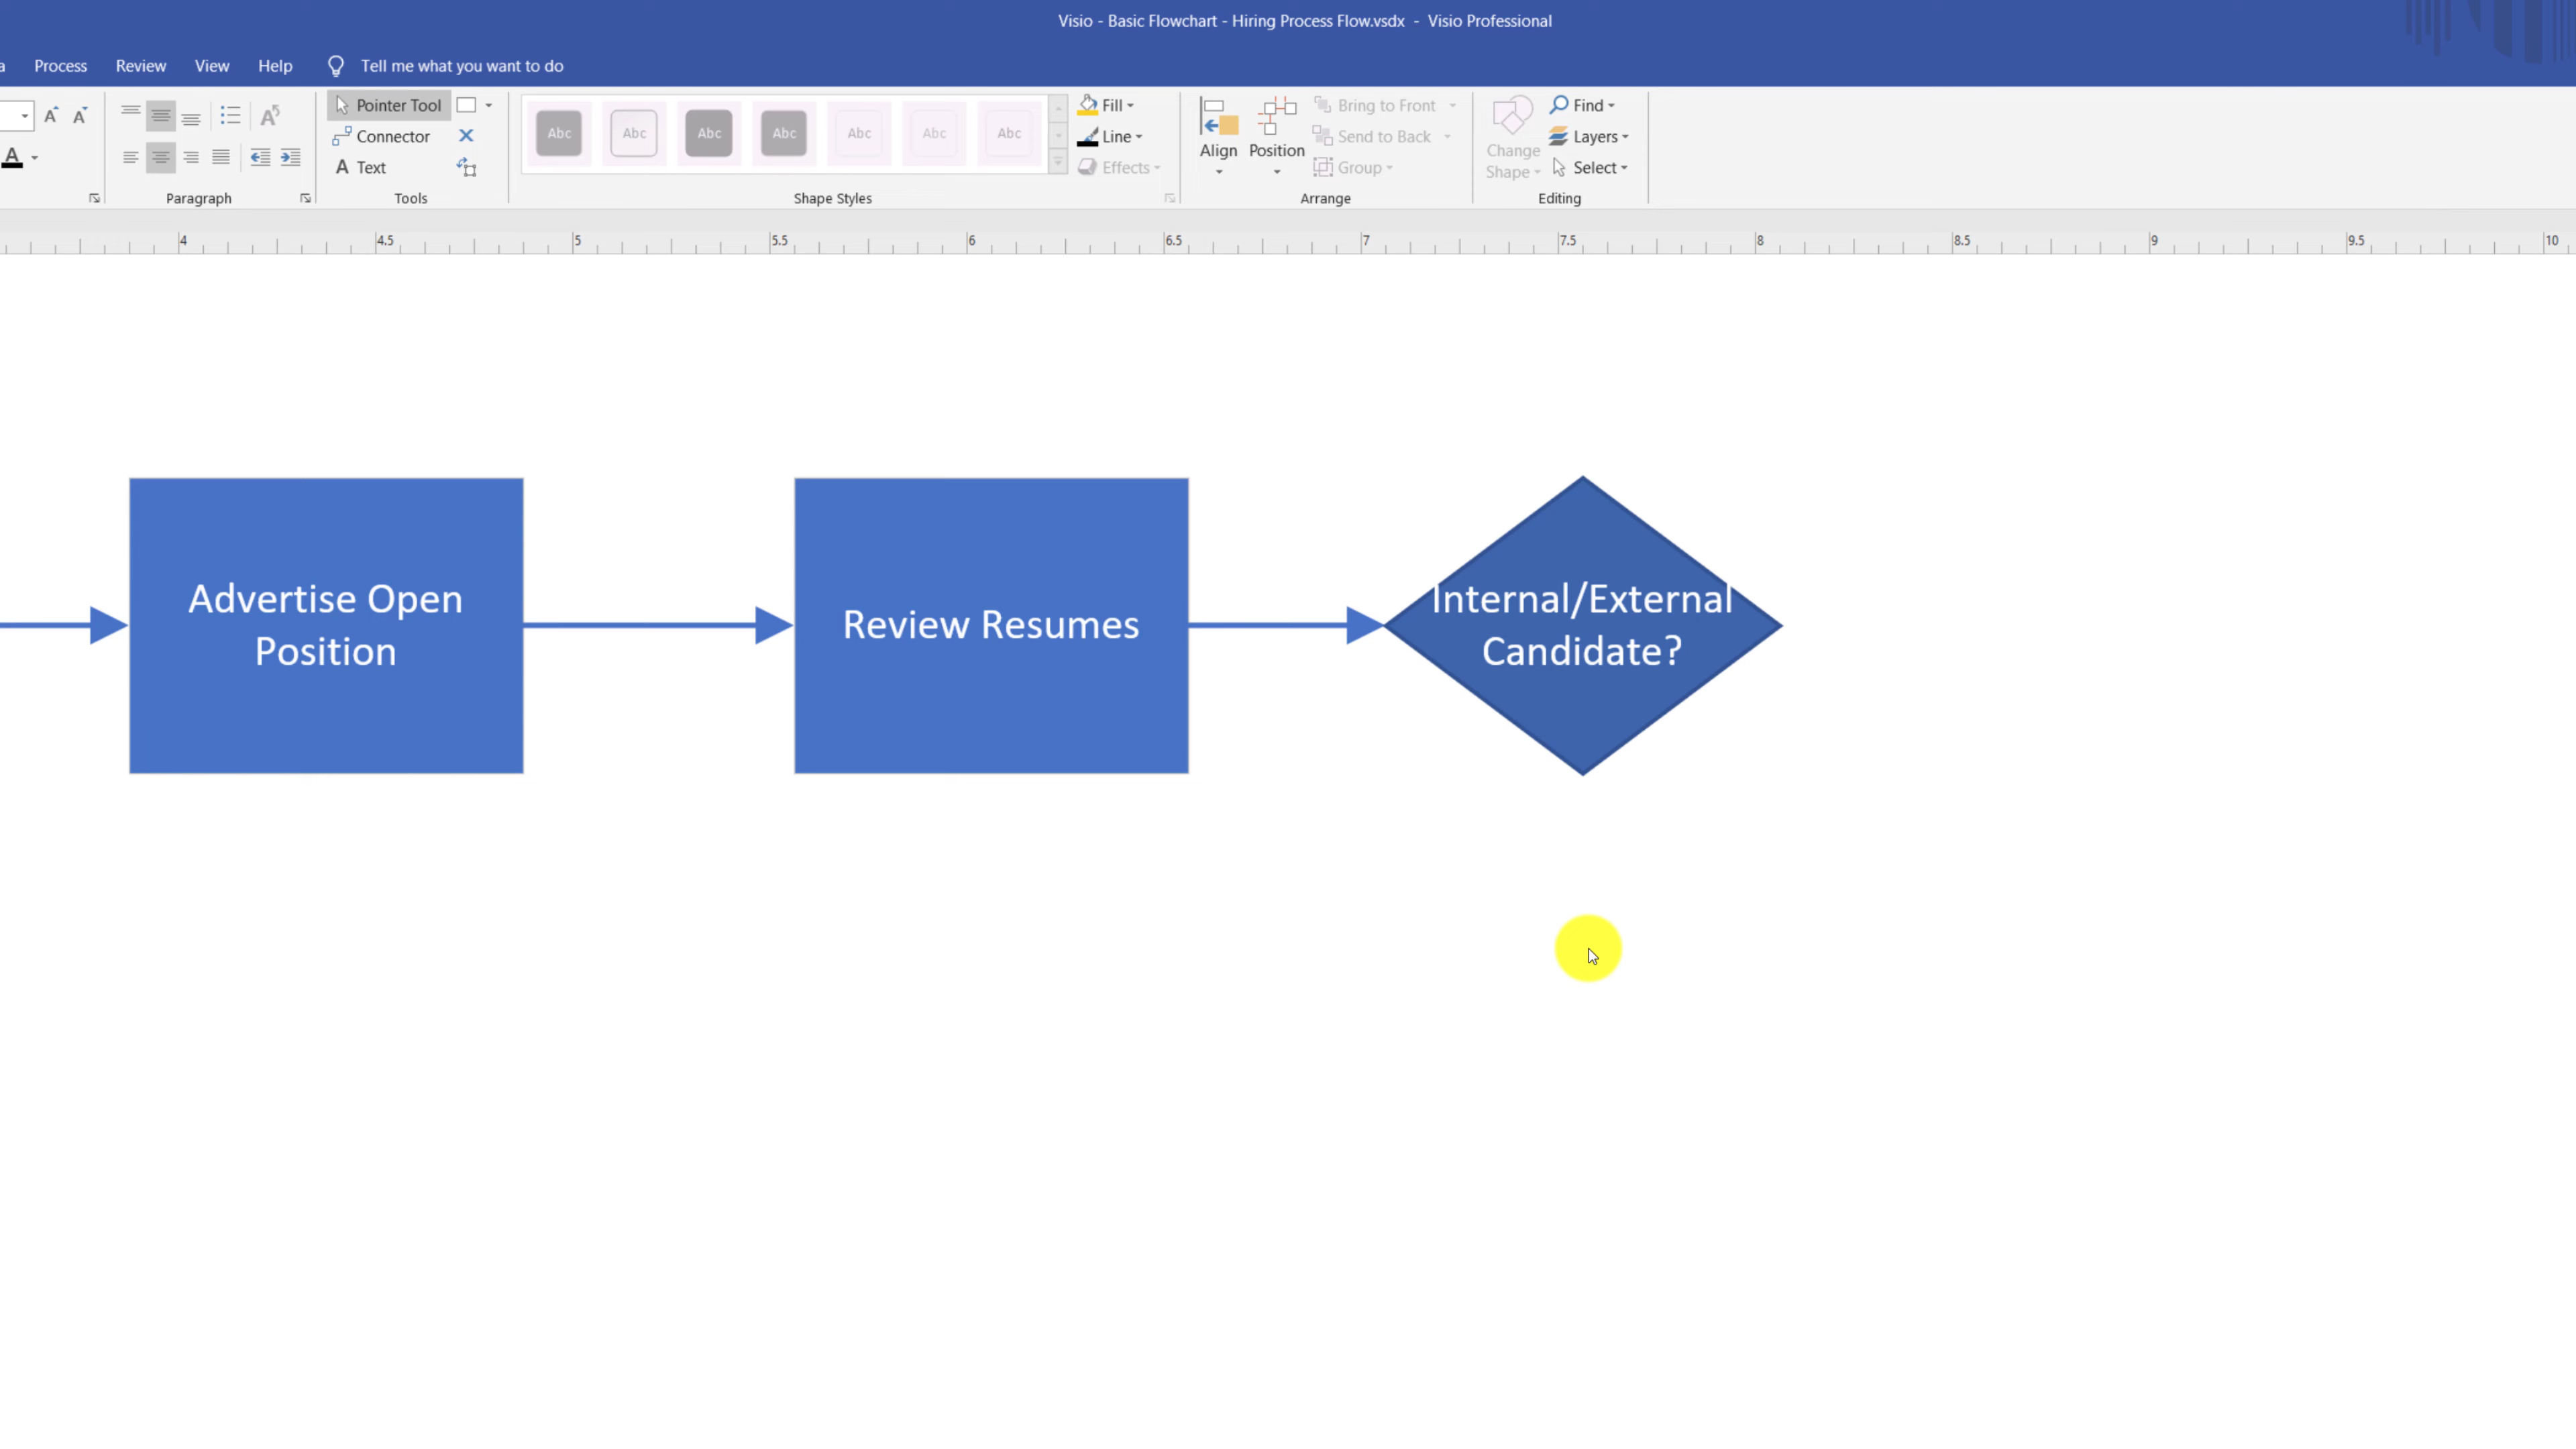 Visio - Basic Flowchart - Hiring Process Flow.vsdx - Visio Professional
a Process Review View Help Tell me what you want to do
Pointer Tool
Connector
A Text
Abc Abc Abc Abc Abc Abc Abc
Fill
Line
Effects
Align
Position
Bring to Front
Send to Back
Group
Change
Shape
Find
Layers
Select
Paragraph Tools Shape Styles Arrange Editing
4 4.5 5 5.5 6 6.5 7 7.5 8 8.5 9 9.5 10
Advertise Open
Position
Review Resumes
Internal/External
Candidate?